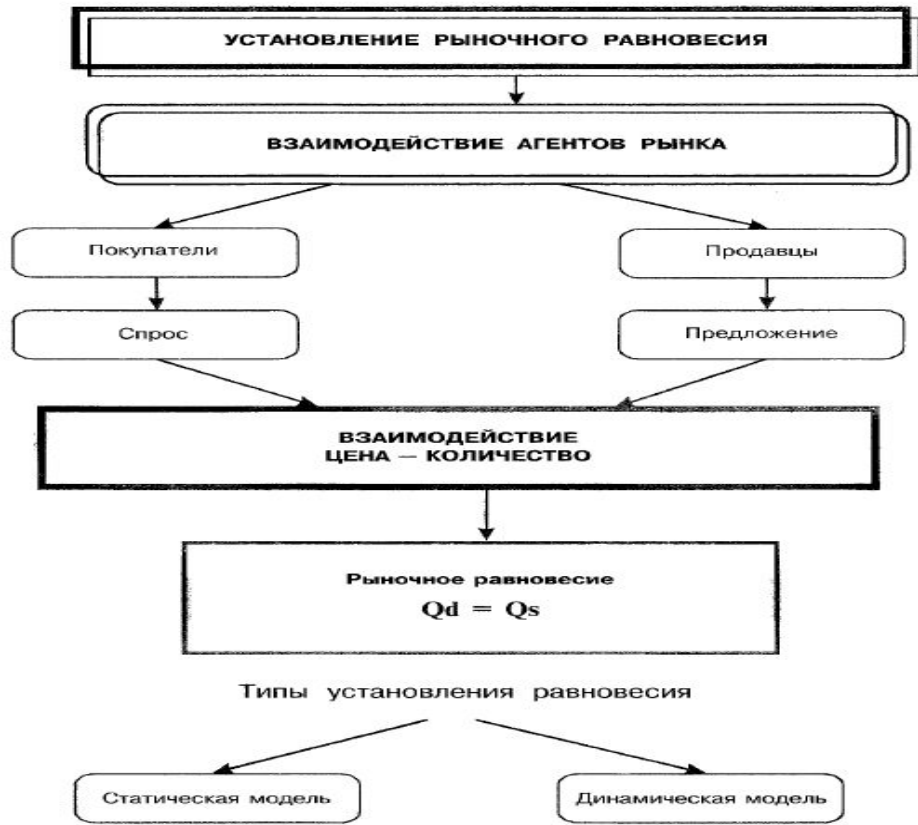 УСТАНОВЛЕНИЕ РЫНОЧНОГО РАВНОВЕСИЯ
ВЗАИМОДЕЙСТВИЕ АГЕНТОВ РЫНКА
Покупатели
Продавцы
Спрос
Предложение
ВЗАИМОДЕЙСТВИЕ
ЦЕНА — КОЛИЧЕСТВО
Рыночное равновесие
Qd = Qs
Типы установления равновесия
Статическая модель
Динамическая модель